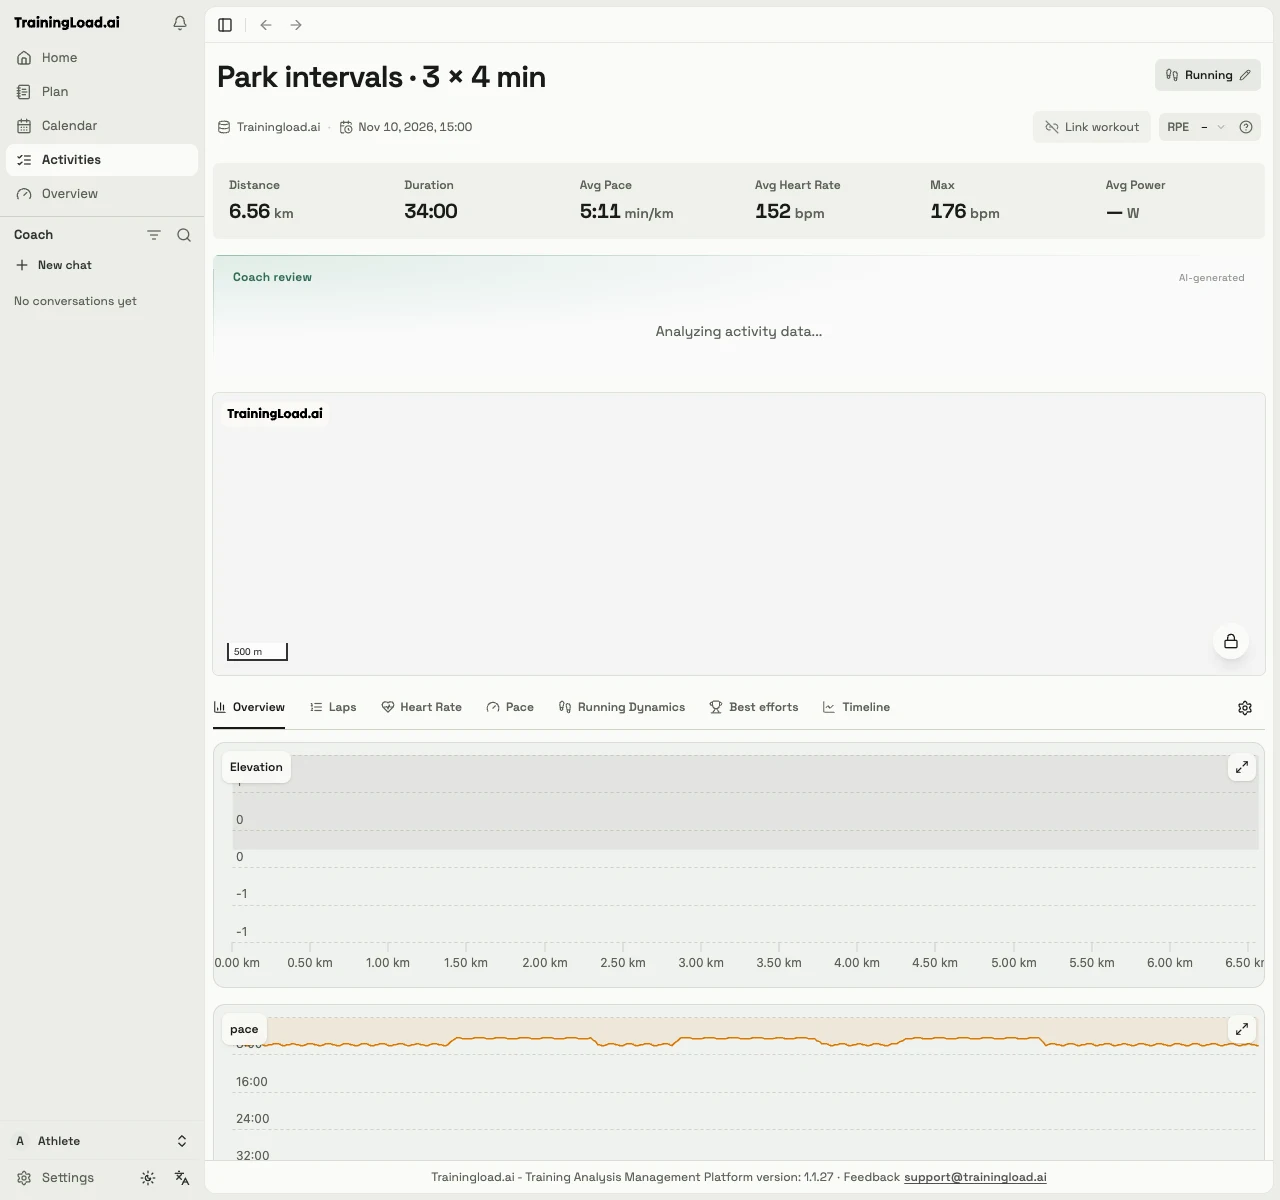 TrainingLoad.ai
Home
Plan
Calendar
Activities
Overview
Coach
New chat
No conversations yet
A Athlete
Settings
Park intervals · 3 × 4 min
Running
Trainingload.ai · Nov 10, 2026, 15:00
Link workout
RPE –
Distance
6.56 km
Duration
34:00
Avg Pace
5:11 min/km
Avg Heart Rate
152 bpm
Max
176 bpm
Avg Power
— W
Coach review
AI-generated
Analyzing activity data...
TrainingLoad.ai
500 m
Overview
Laps
Heart Rate
Pace
Running Dynamics
Best efforts
Timeline
Elevation
0
0
-1
-1
0.00 km 0.50 km 1.00 km 1.50 km 2.00 km 2.50 km 3.00 km 3.50 km 4.00 km 4.50 km 5.00 km 5.50 km 6.00 km 6.50
pace
16:00
24:00
32:00
Trainingload.ai - Training Analysis Management Platform version: 1.1.27 · Feedback support@trainingload.ai